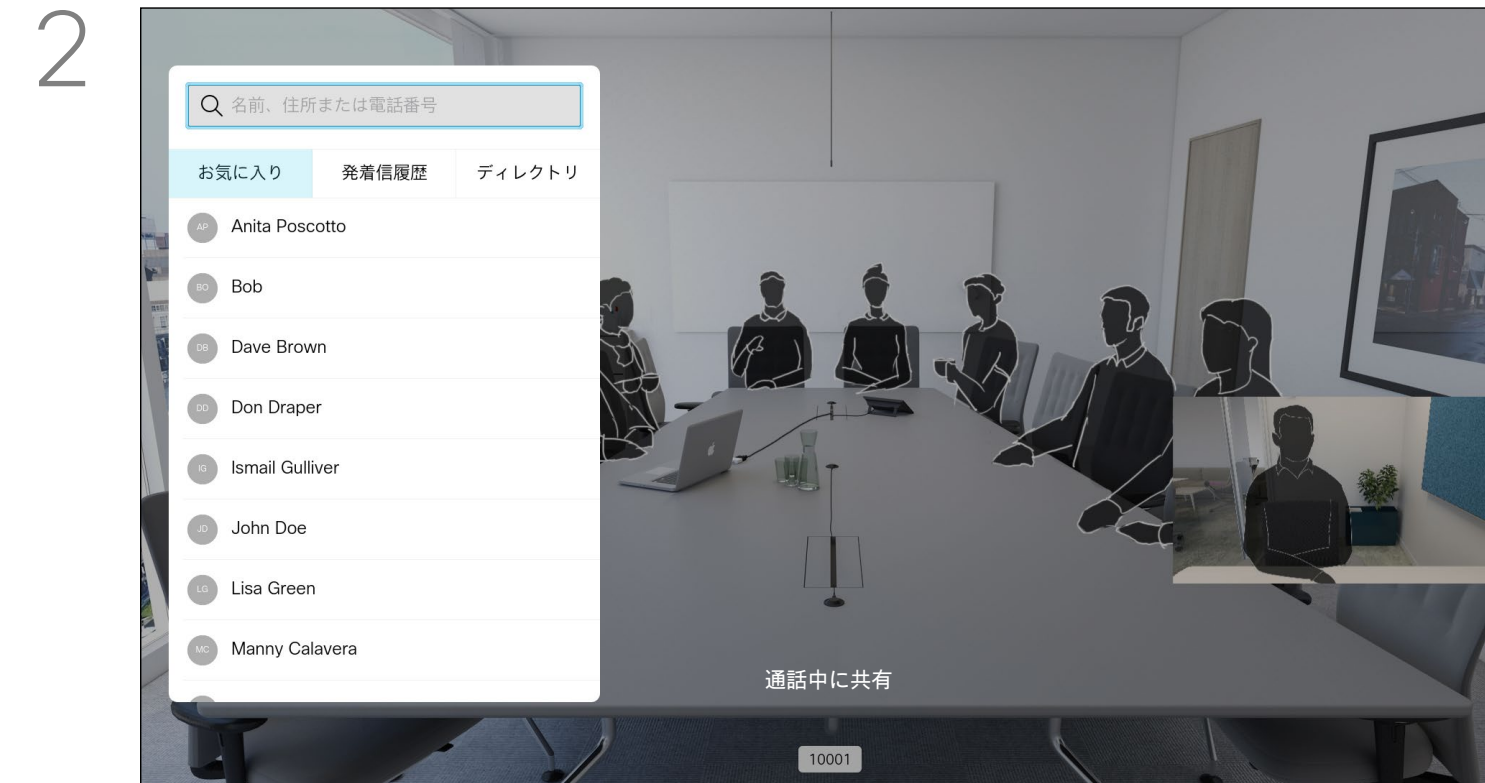 2
名前、住所または電話番号
お気に入り 発着信履歴 ディレクトリ
AP Anita Poscotto
BO Bob
DB Dave Brown
DD Don Draper
IG Ismail Gulliver
JD John Doe
LG Lisa Green
MC Manny Calavera
通話中に共有
10001